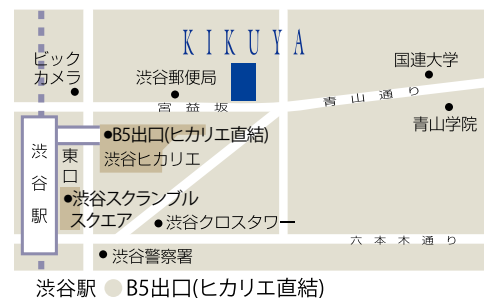 KIKUYA
ビック
カメラ
渋谷郵便局
国連大学
宮益坂
青山通り
青山学院
B5出口(ヒカリエ直結)
渋谷ヒカリエ
渋谷駅
東口
渋谷スクランブル
スクエア
渋谷クロスタワー
六本木通り
渋谷警察署
渋谷駅 B5出口(ヒカリエ直結)